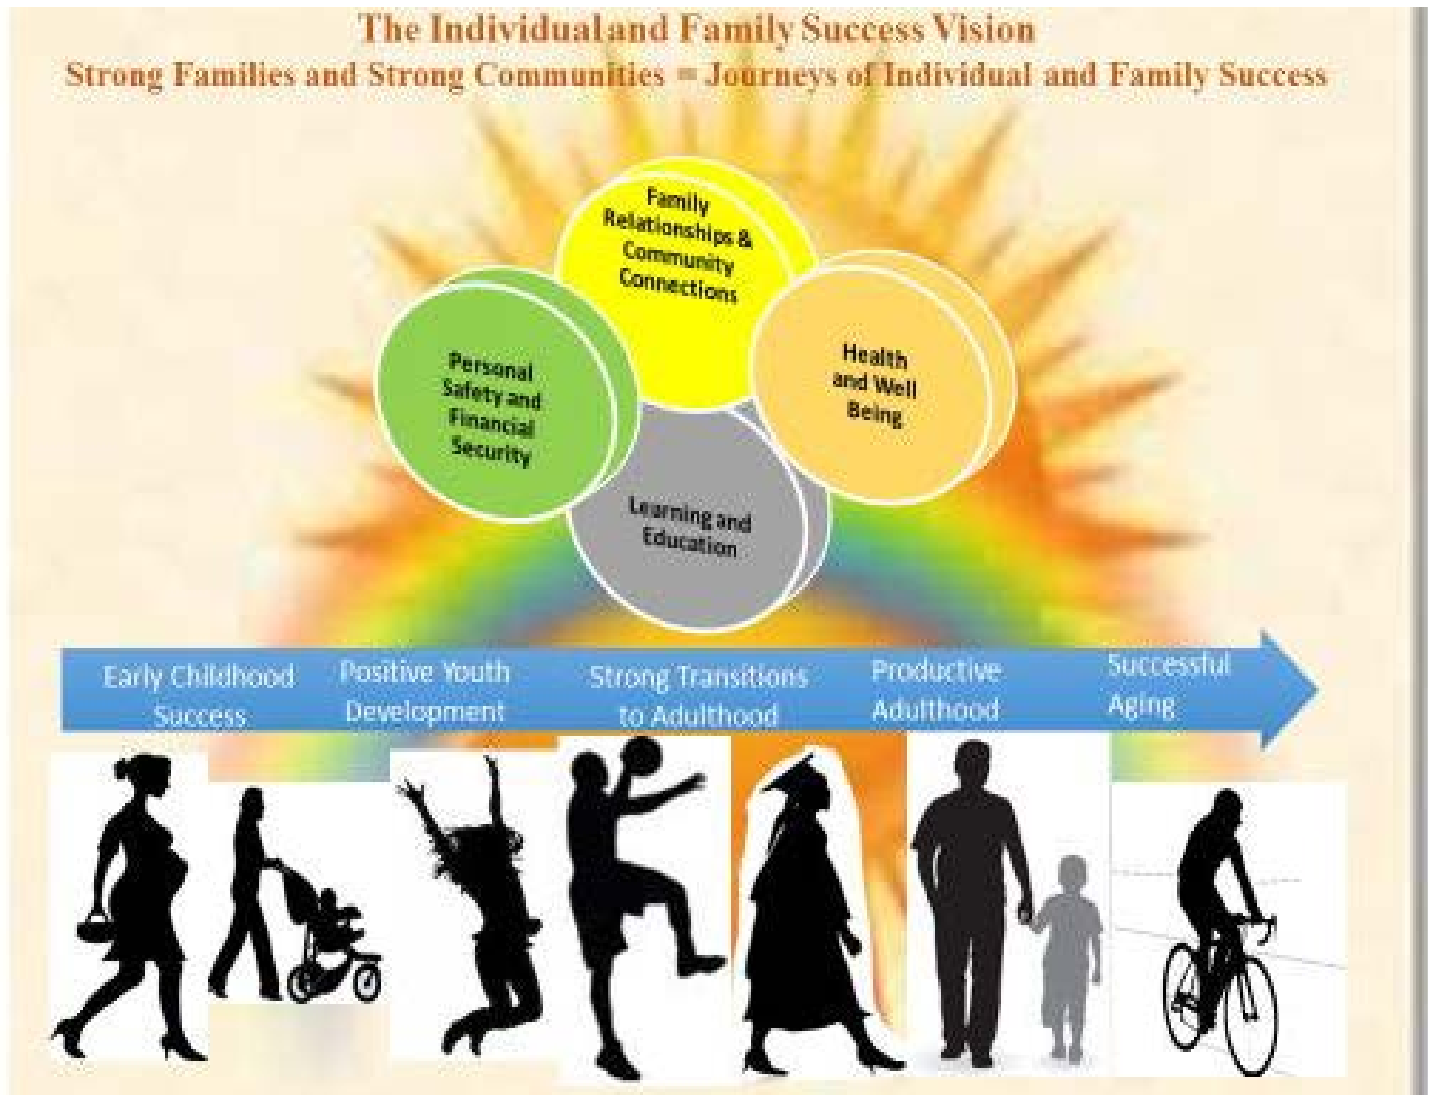 The Individual and Family Success Vision
Strong Families and Strong Communities = Journeys of Individual and Family Success
Family
Relationships &
Community
Connections
Personal
Safety and
Financial
Security
Health
and Well
Being
Learning and
Education
Early Childhood
Success
Positive Youth
Development
Strong Transitions
to Adulthood
Productive
Adulthood
Successful
Aging